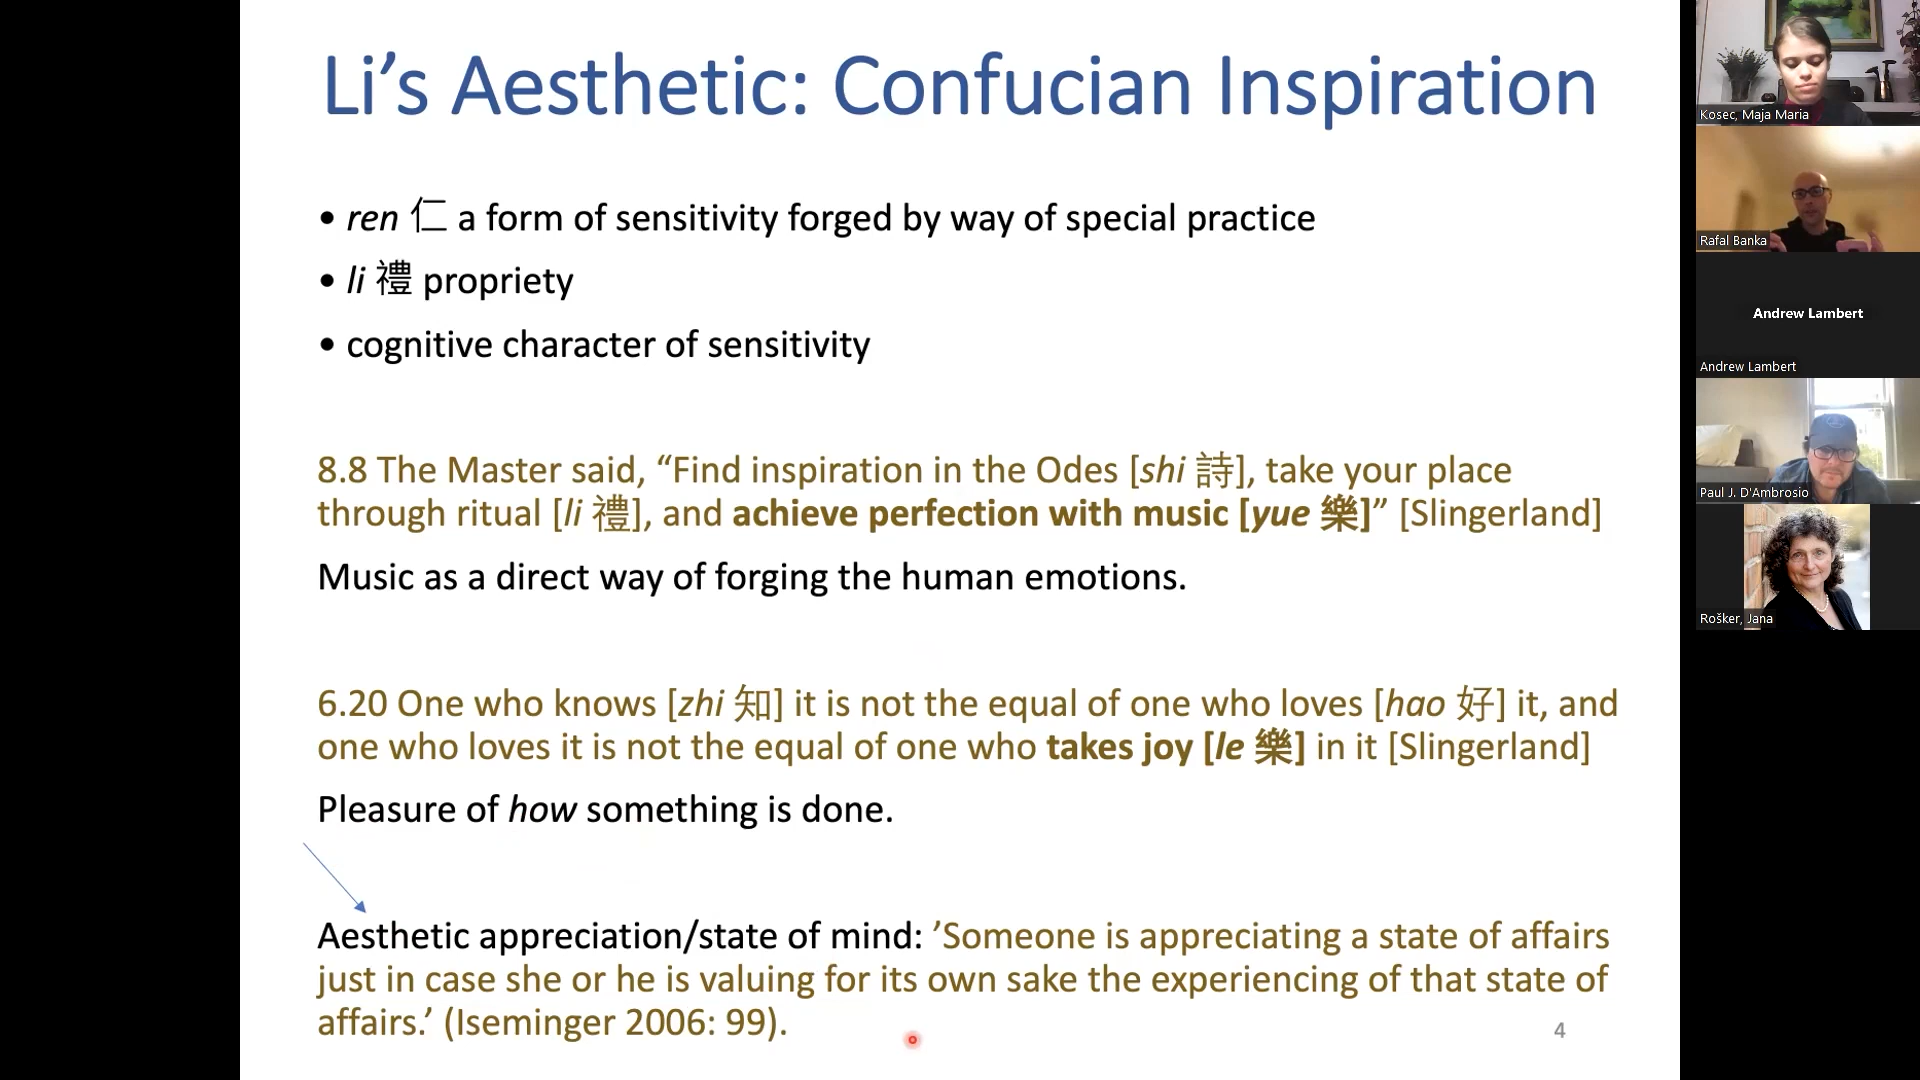 Li’s Aesthetic: Confucian Inspiration
• ren 仁 a form of sensitivity forged by way of special practice
• li 禮 propriety
• cognitive character of sensitivity
8.8 The Master said, “Find inspiration in the Odes [shi 詩], take your place
through ritual [li 禮], and achieve perfection with music [yue 樂]” [Slingerland]
Music as a direct way of forging the human emotions.
6.20 One who knows [zhi 知] it is not the equal of one who loves [hao 好] it, and
one who loves it is not the equal of one who takes joy [le 樂] in it [Slingerland]
Pleasure of how something is done.
Aesthetic appreciation/state of mind: ’Someone is appreciating a state of affairs
just in case she or he is valuing for its own sake the experiencing of that state of
affairs.’ (Iseminger 2006: 99).
4
Kosec, Maja Maria
Rafal Banka
Andrew Lambert
Andrew Lambert
Paul J. D'Ambrosio
Rošker, Jana